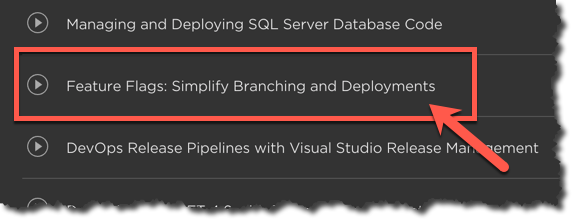 Managing and Deploying SQL Server Database Code
Feature Flags: Simplify Branching and Deployments
DevOps Release Pipelines with Visual Studio Release Management